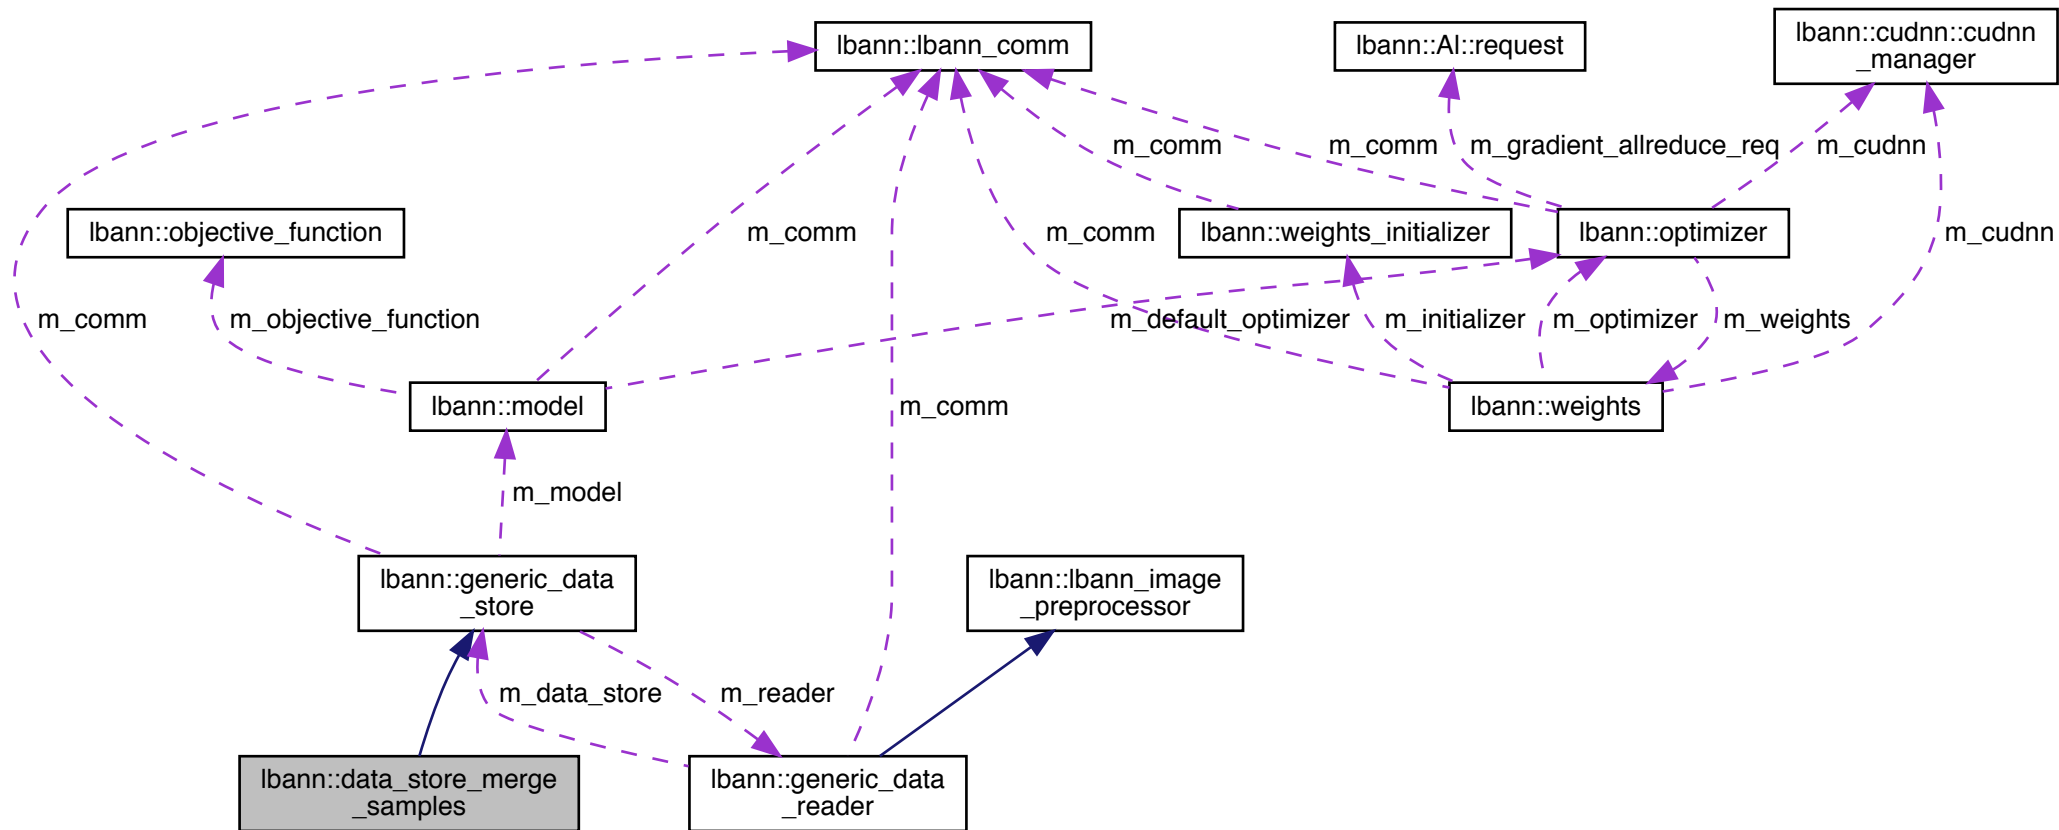 lbann::lbann_comm
lbann::Al::request
lbann::cudnn::cudnn
_manager
m_comm
m_comm
m_gradient_allreduce_req
m_cudnn
lbann::objective_function
m_comm
m_comm
lbann::weights_initializer
lbann::optimizer
m_cudnn
m_comm
m_objective_function
m_default_optimizer
m_initializer
m_optimizer
m_weights
lbann::model
m_comm
lbann::weights
m_model
lbann::generic_data
_store
lbann::lbann_image
_preprocessor
m_data_store
m_reader
lbann::data_store_merge
_samples
lbann::generic_data
_reader